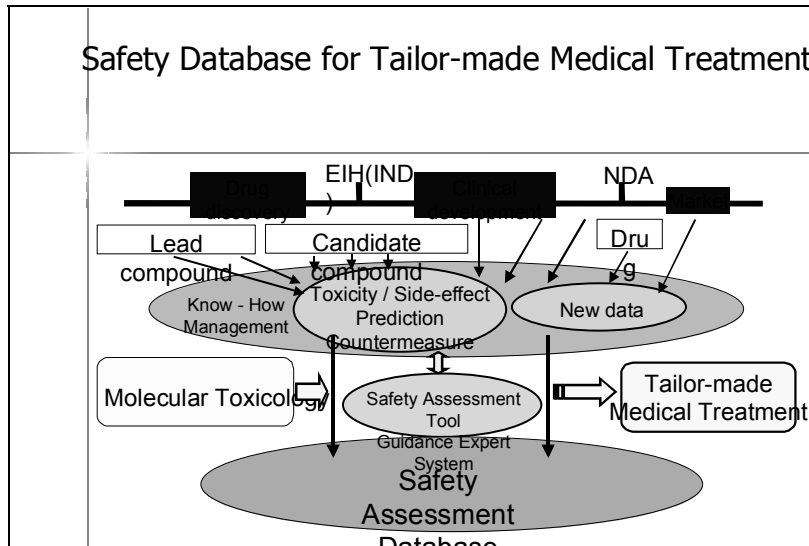 Safety Database for Tailor-made Medical Treatment
EIH(IND
)
NDA
Drug
discovery
Clinical
development
Market
Lead
compound
Candidate
compound
Dru
g
Know - How
Management
Toxicity / Side-effect
Prediction
Countermeasure
New data
Molecular Toxicology
Safety Assessment
Tool
Guidance Expert
System
Tailor-made
Medical Treatment
Safety
Assessment
Database